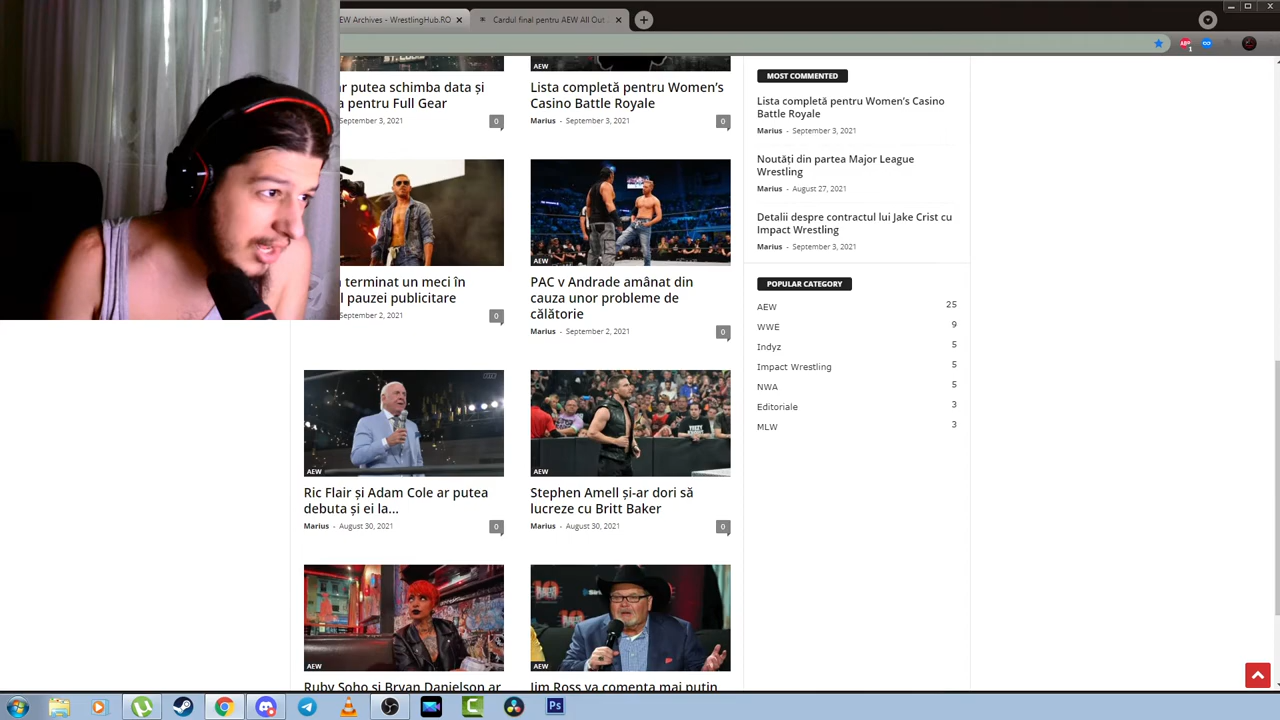 EW Archives - WrestlingHub.RO
Cardul final pentru AEW All Out
MOST COMMENTED
Lista completă pentru Women's Casino
Battle Royale
Marius - September 3, 2021
Noutăți din partea Major League
Wrestling
Marius - August 27, 2021
Detalii despre contractul lui Jake Crist cu
Impact Wrestling
Marius - September 3, 2021
POPULAR CATEGORY
AEW 25
WWE 9
Indyz 5
Impact Wrestling 5
NWA 5
Editoriale 3
MLW 3
ar putea schimba data și
a pentru Full Gear
September 3, 2021 0
AEW
Lista completă pentru Women's
Casino Battle Royale
Marius - September 3, 2021 0
terminat un meci în
l pauzei publicitare
September 2, 2021 0
AEW
PAC v Andrade amânat din
cauza unor probleme de
călătorie
Marius - September 2, 2021 0
AEW
Ric Flair și Adam Cole ar putea
debuta și ei la...
Marius - August 30, 2021 0
AEW
Stephen Amell și-ar dori să
lucreze cu Britt Baker
Marius - August 30, 2021 0
AEW
Ruby Soho și Bryan Danielson ar
AEW
Jim Ross va comenta mai puțin
Ps